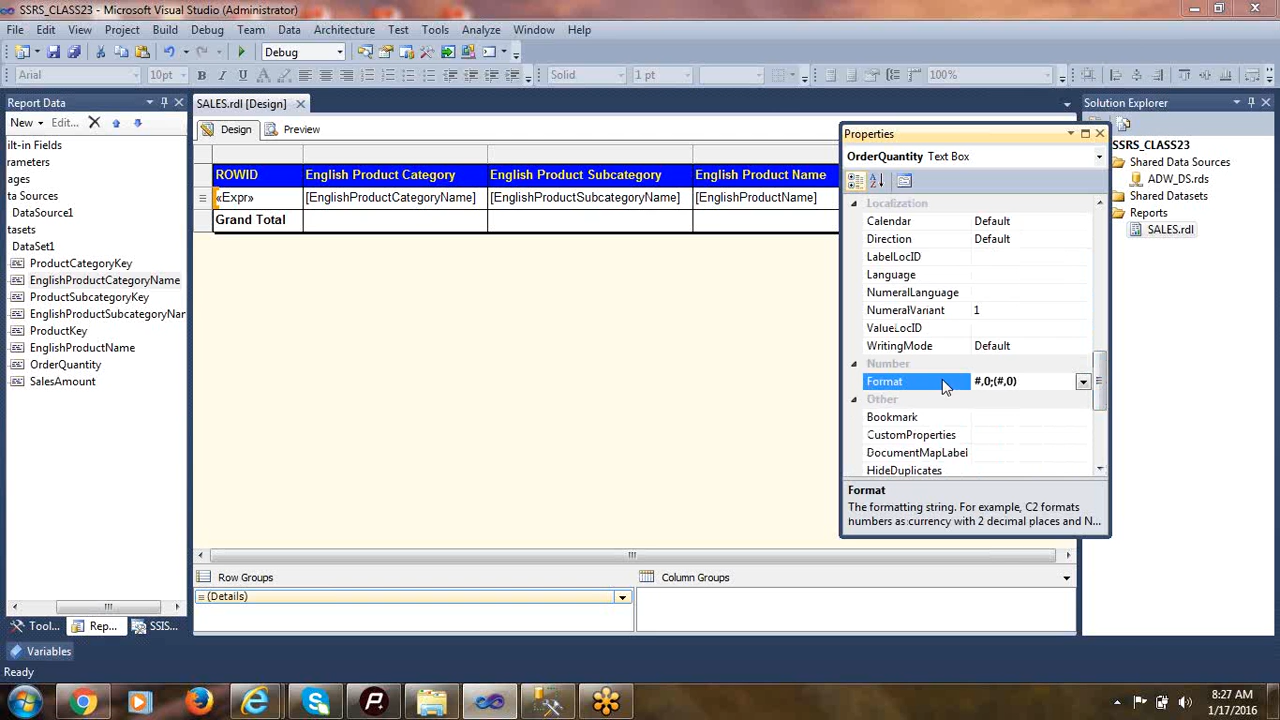 SSRS_CLASS23 - Microsoft Visual Studio (Administrator)
File Edit View Project Build Debug Team Data Format Report Tools Architecture Test Analyze Window Help
Debug
Arial 10pt B I U A Solid 1 pt 100%
Report Data
New Edit...
ilt-in Fields
rameters
ages
ta Sources
DataSource1
tasets
DataSet1
ProductCategoryKey
EnglishProductCategoryName
ProductSubcategoryKey
EnglishProductSubcategoryNar
ProductKey
EnglishProductName
OrderQuantity
SalesAmount
Tool... Rep... SSIS...
Variables
Ready
SALES.rdl [Design]
Design Preview
ROWID English Product Category English Product Subcategory English Product Name
«Expr» [EnglishProductCategoryName] [EnglishProductSubcategoryName] [EnglishProductName]
Grand Total
Row Groups Column Groups
(Details)
Properties
OrderQuantity Text Box
Localization
Calendar Default
Direction Default
LabelLocID
Language
NumeralLanguage
NumeralVariant 1
ValueLocID
WritingMode Default
Number
Format #,0;(#,0)
Other
Bookmark
CustomProperties
DocumentMapLabel
HideDuplicates
Format
The formatting string. For example, C2 formats
numbers as currency with 2 decimal places and N...
Solution Explorer
SSRS_CLASS23
Shared Data Sources
ADW_DS.rds
Shared Datasets
Reports
SALES.rdl
8:27 AM
1/17/2016